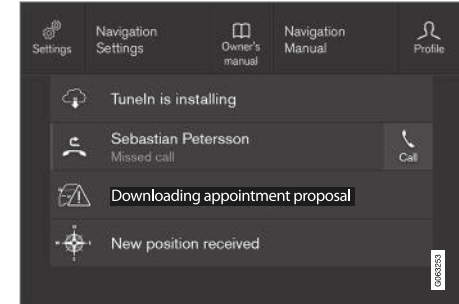 Settings
Navigation
Settings
Owner's
manual
Navigation
Manual
Profile
TuneIn is installing
Sebastian Petersson
Missed call
Call
Downloading appointment proposal
New position received
G063253